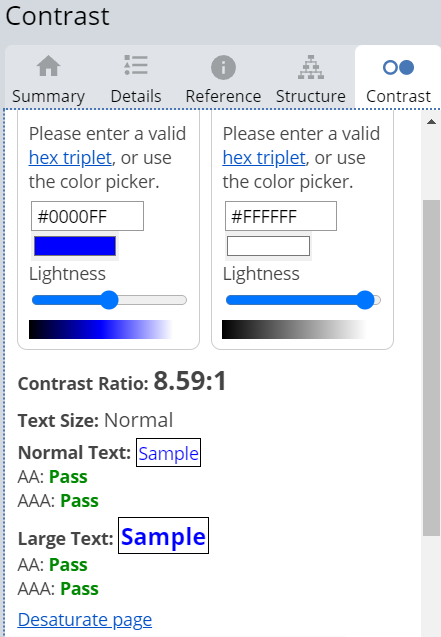 Contrast
Summary Details Reference Structure Contrast
Please enter a valid
hex triplet, or use
the color picker.
#0000FF
Lightness
Please enter a valid
hex triplet, or use
the color picker.
#FFFFFF
Lightness
Contrast Ratio: 8.59:1
Text Size: Normal
Normal Text: Sample
AA: Pass
AAA: Pass
Large Text: Sample
AA: Pass
AAA: Pass
Desaturate page